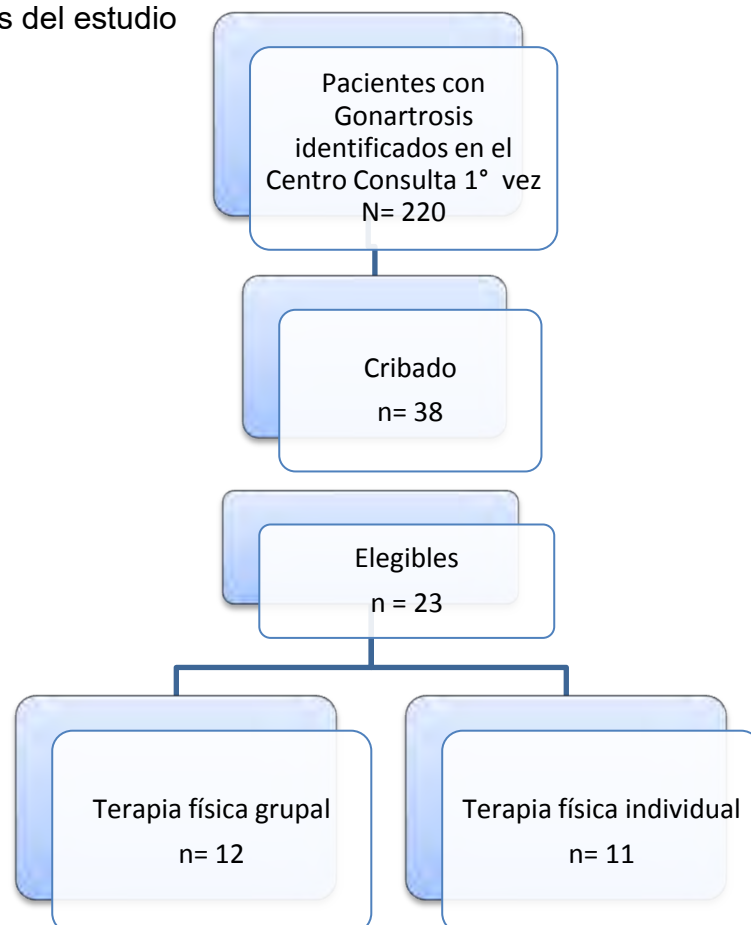 s del estudio
Pacientes con
Gonartrosis
identificados en el
Centro Consulta 1° vez
N= 220
Cribado
n= 38
Elegibles
n = 23
Terapia física grupal
n= 12
Terapia física individual
n= 11